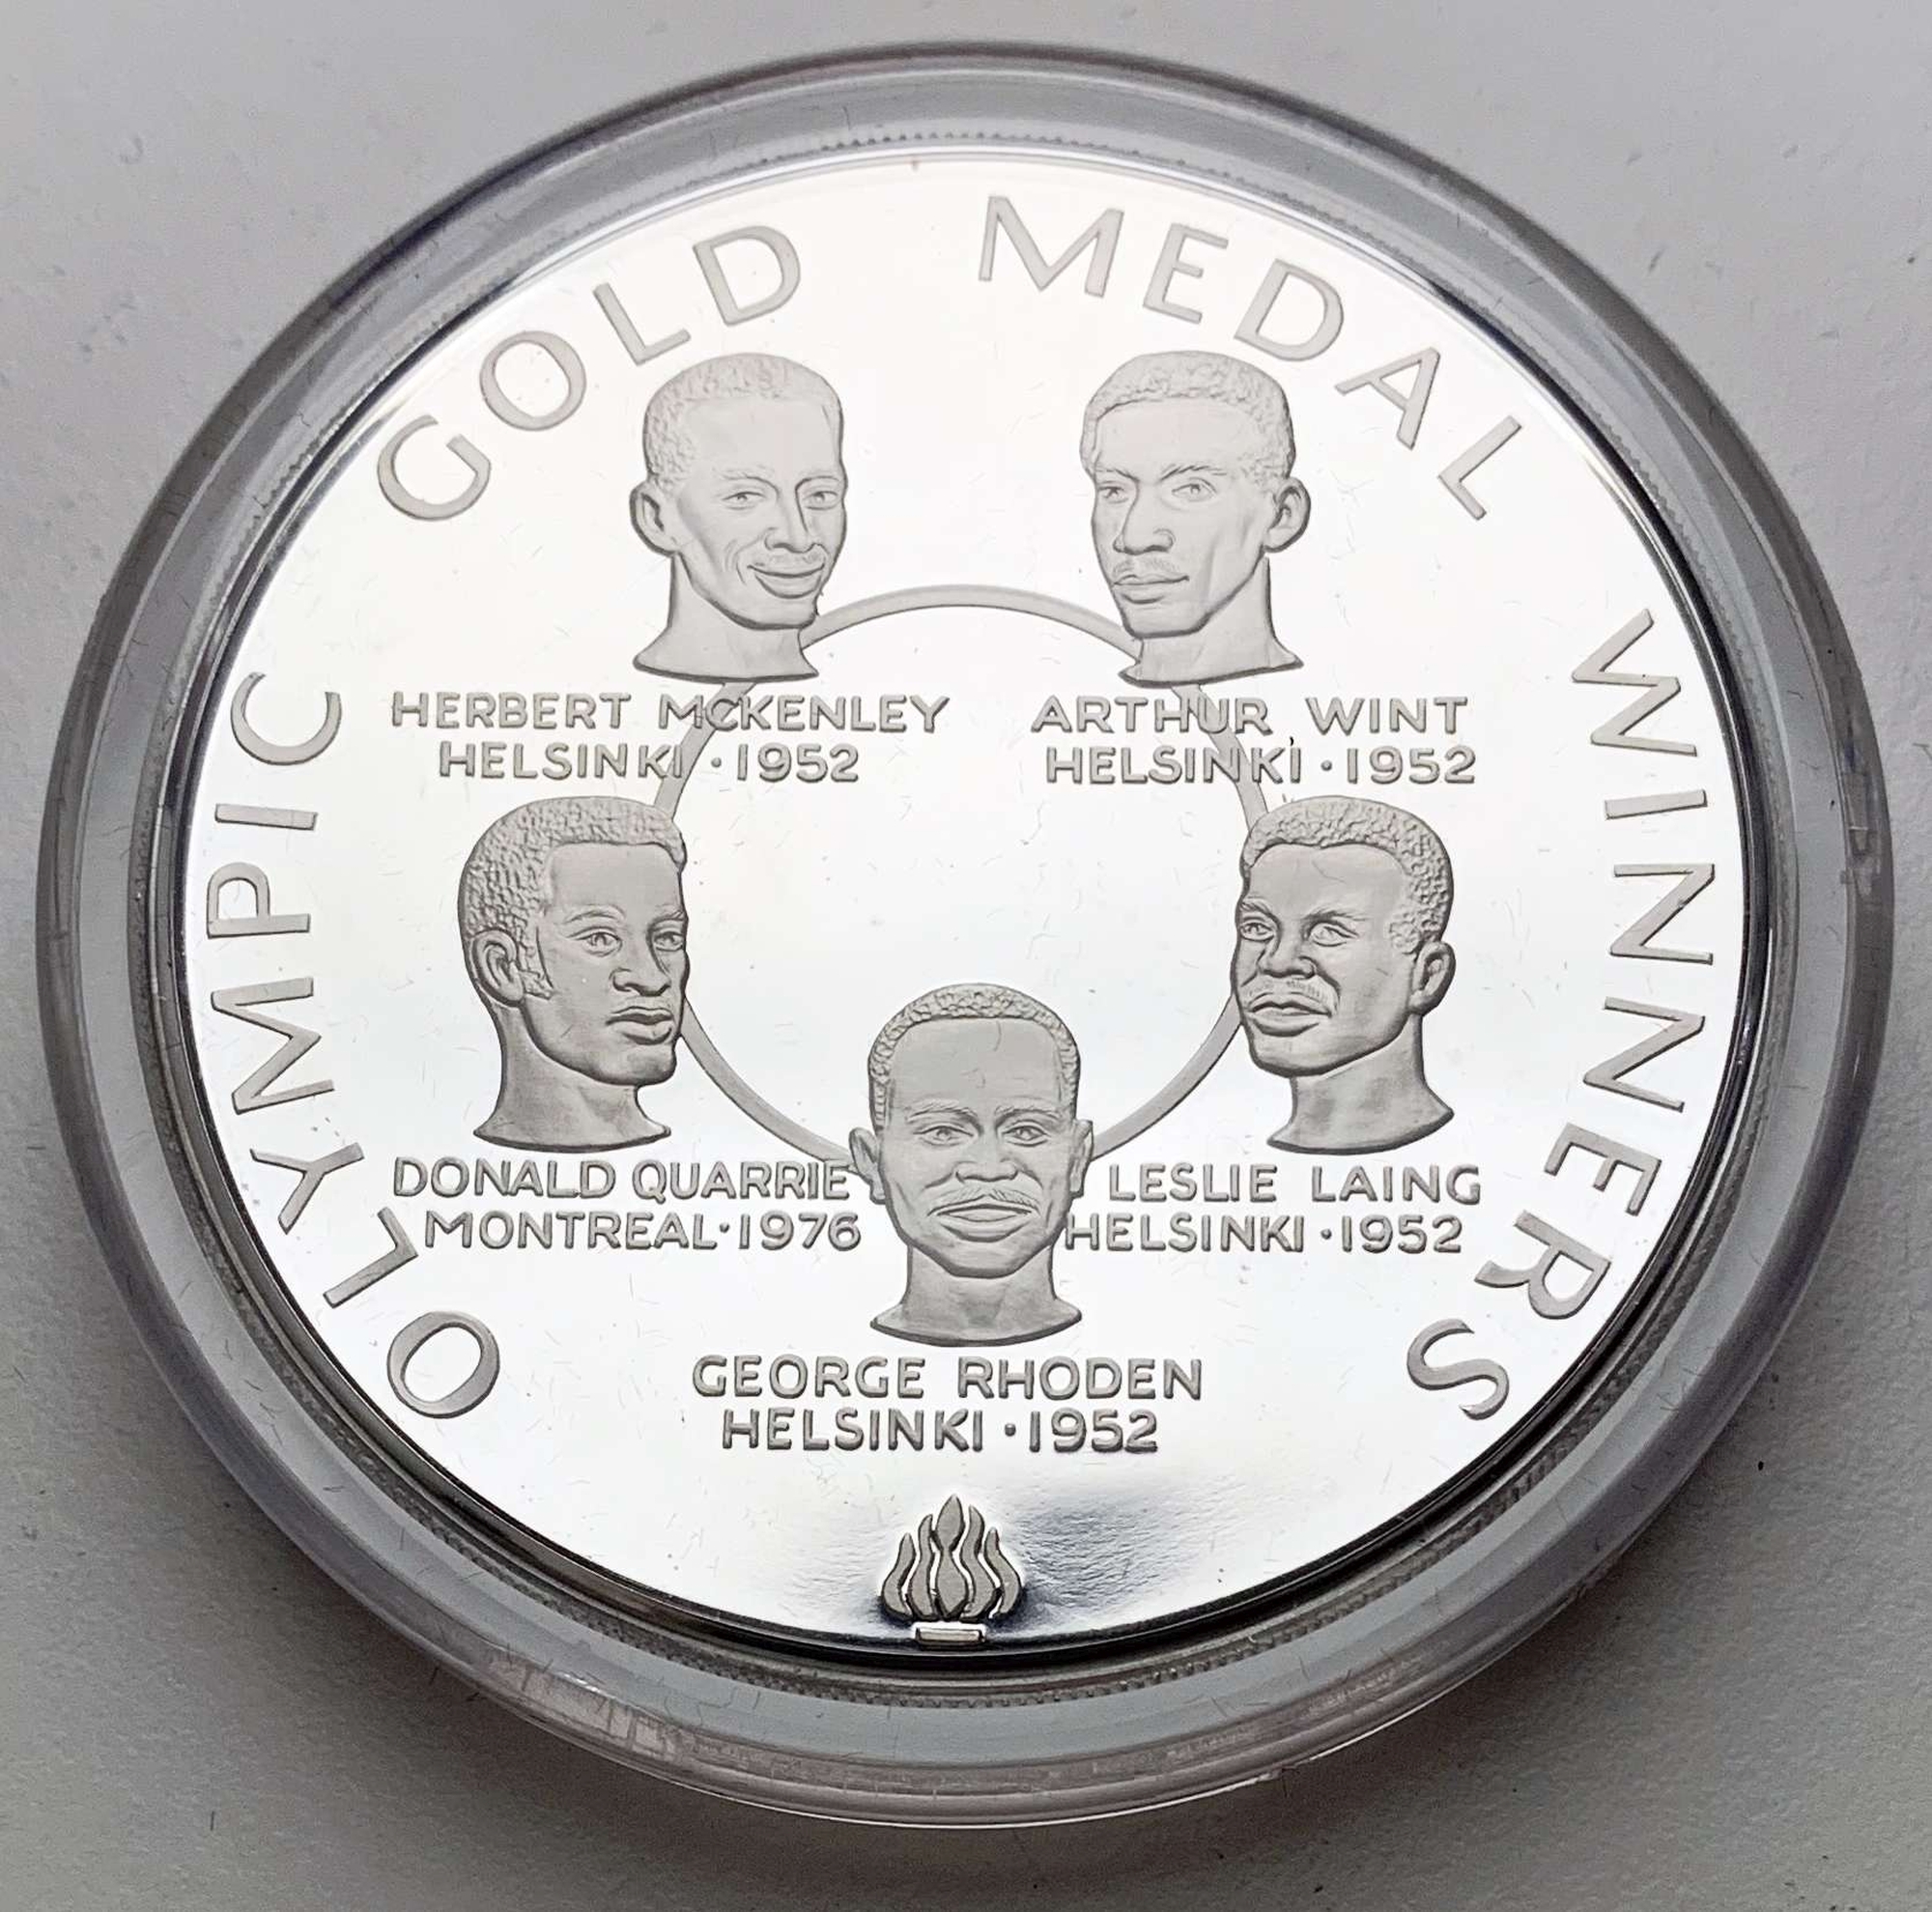 OLYMPIC GOLD MEDAL WINNERS
HERBERT MCKENLEY
HELSINKI · 1952
ARTHUR WINT
HELSINKI · 1952
DONALD QUARRIE
MONTREAL · 1976
LESLIE LAING
HELSINKI · 1952
GEORGE RHODEN
HELSINKI · 1952